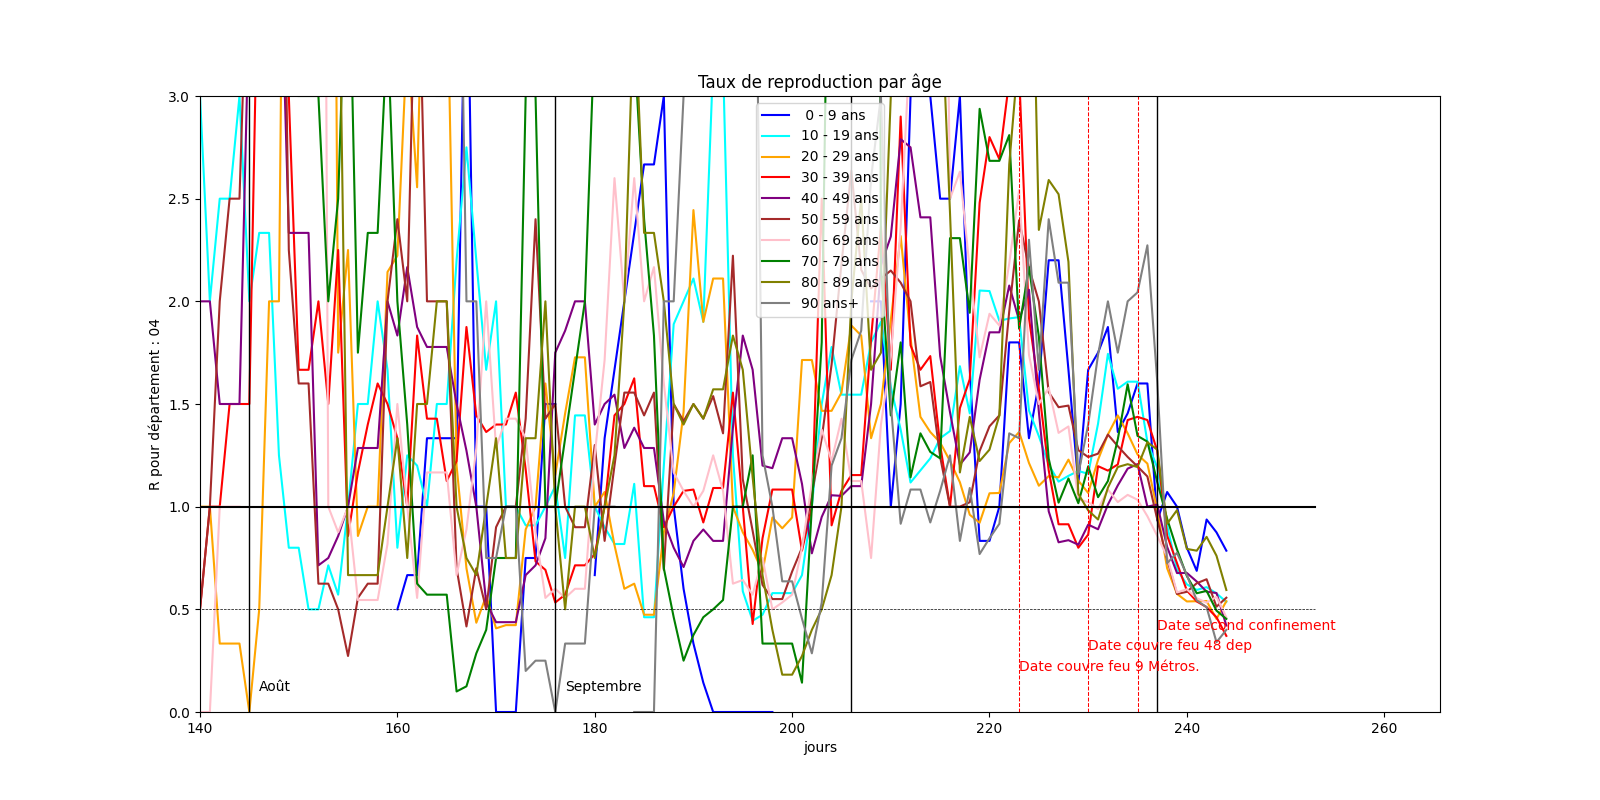 Taux de reproduction par âge
R pour département : 04
3.0
2.5
2.0
1.5
1.0
0.5
0.0
0 - 9 ans
10 - 19 ans
20 - 29 ans
30 - 39 ans
40 - 49 ans
50 - 59 ans
60 - 69 ans
70 - 79 ans
80 - 89 ans
90 ans+
Date second confinement
Date couvre feu 48 dep
Date couvre feu 9 Métros.
Août
Septembre
140
160
180
200
220
240
260
jours